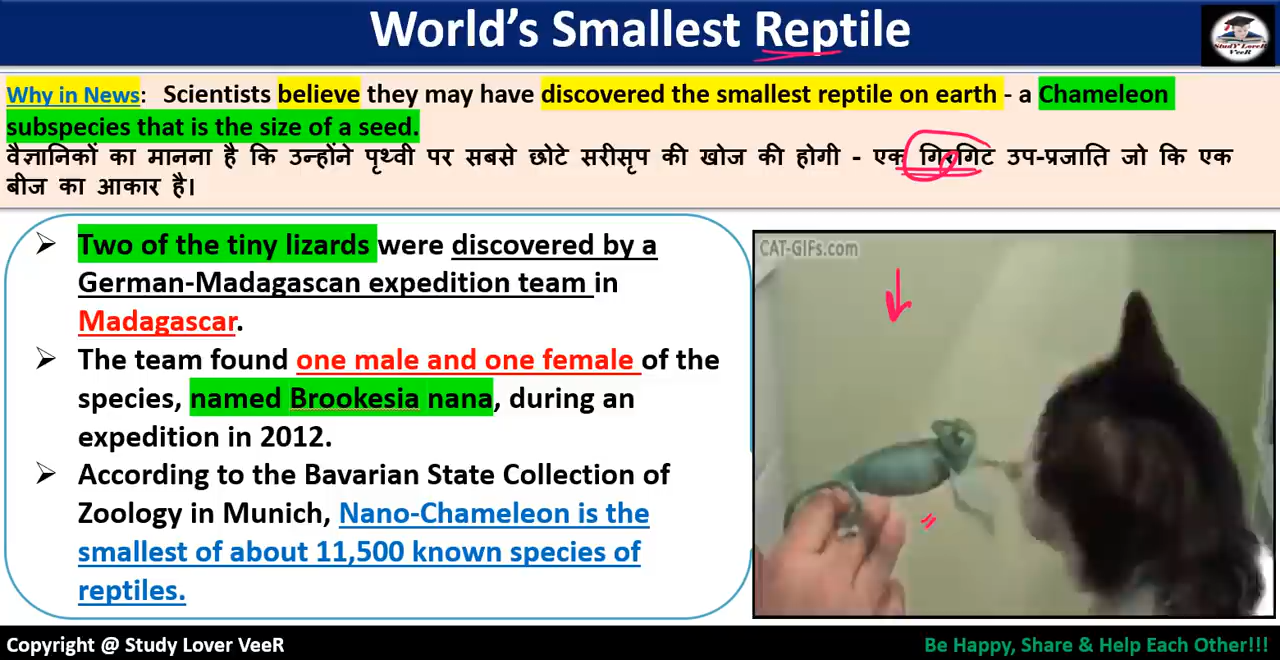 World's Smallest Reptile
StudY LoveR
VeeR
Why in News: Scientists believe they may have discovered the smallest reptile on earth - a Chameleon
subspecies that is the size of a seed.
वैज्ञानिकों का मानना है कि उन्होंने पृथ्वी पर सबसे छोटे सरीसृप की खोज की होगी - एक गिरगिट उप-प्रजाति जो कि एक
बीज का आकार है।
➤ Two of the tiny lizards were discovered by a
German-Madagascan expedition team in
Madagascar.
➤ The team found one male and one female of the
species, named Brookesia nana, during an
expedition in 2012.
➤ According to the Bavarian State Collection of
Zoology in Munich, Nano-Chameleon is the
smallest of about 11,500 known species of
reptiles.
CAT-GiFs.com
Copyright @ Study Lover VeeR
Be Happy, Share & Help Each Other!!!